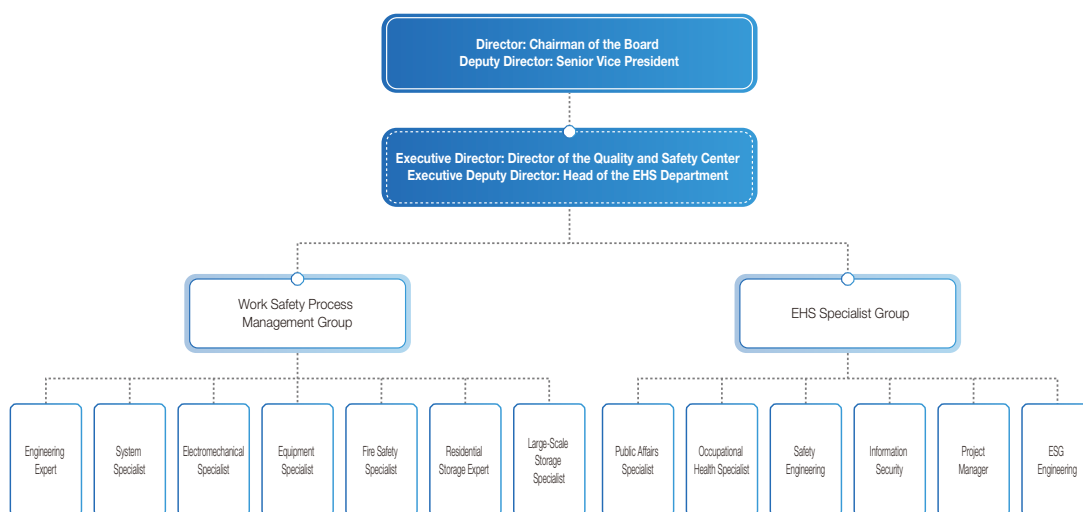 Director: Chairman of the Board
Deputy Director: Senior Vice President
Executive Director: Director of the Quality and Safety Center
Executive Deputy Director: Head of the EHS Department
Work Safety Process
Management Group
EHS Specialist Group
Engineering
Expert
System
Specialist
Electromechanical
Specialist
Equipment
Specialist
Fire Safety
Specialist
Residential
Storage Expert
Large-Scale
Storage
Specialist
Public Affairs
Specialist
Occupational
Health Specialist
Safety
Engineering
Information
Security
Project
Manager
ESG
Engineering